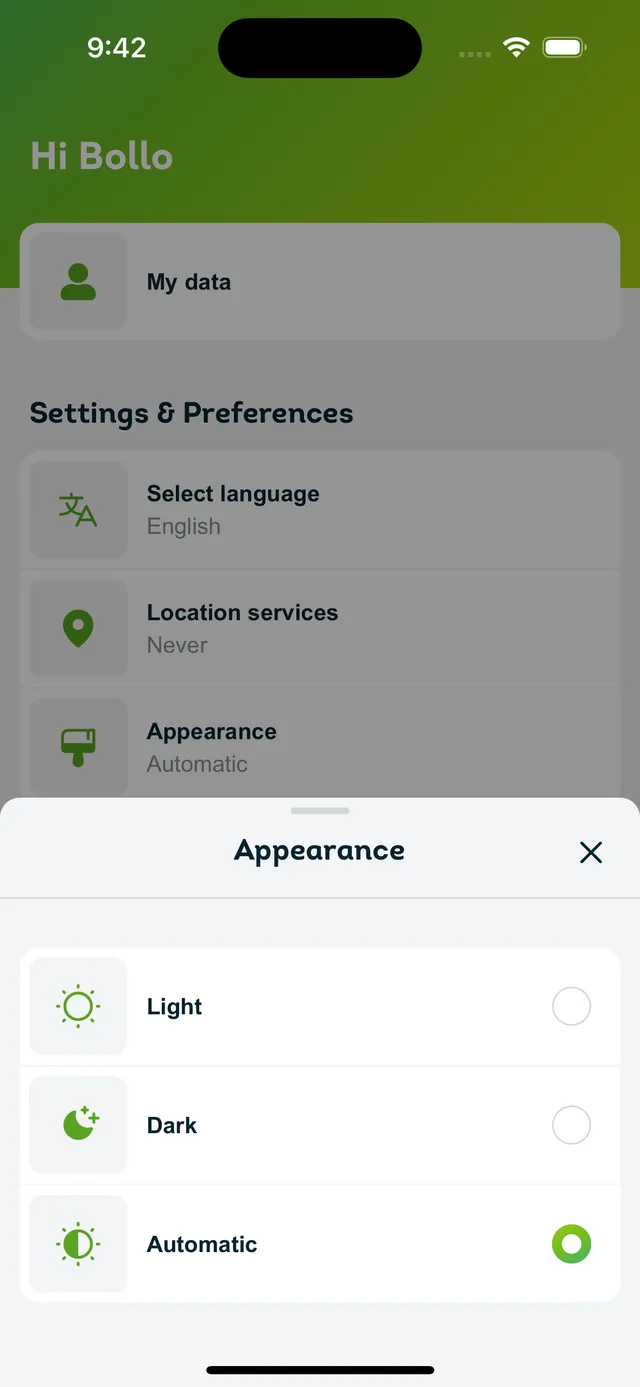 9:42
Hi Bollo
My data
Settings & Preferences
Select language
English
Location services
Never
Appearance
Automatic
Appearance
Light
Dark
Automatic